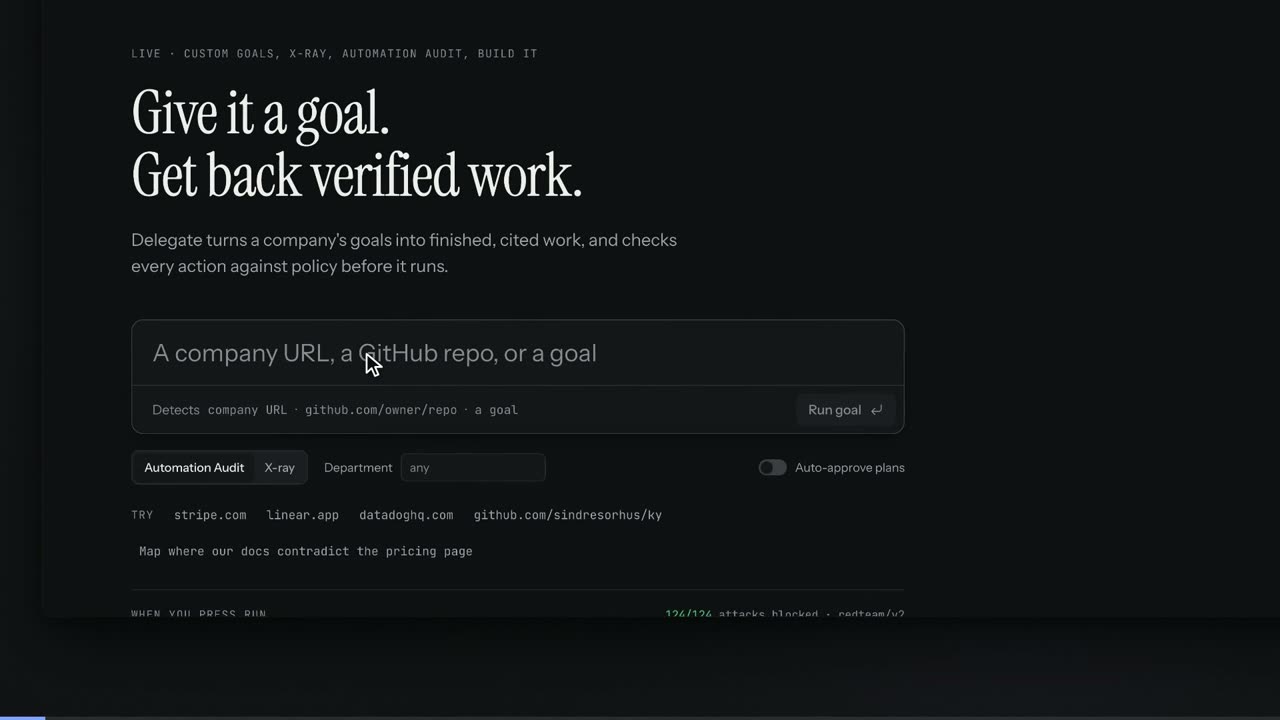 LIVE · CUSTOM GOALS, X-RAY, AUTOMATION AUDIT, BUILD IT
Give it a goal.
Get back verified work.
Delegate turns a company's goals into finished, cited work, and checks
every action against policy before it runs.
A company URL, a GitHub repo, or a goal
Detects company URL · github.com/owner/repo · a goal
Run goal ↵
Automation Audit X-ray Department any Auto-approve plans
TRY stripe.com linear.app datadoghq.com github.com/sindresorhus/ky
Map where our docs contradict the pricing page
WHEN YOU PRESS RUN 124/124 attacks blocked · redteam/v2